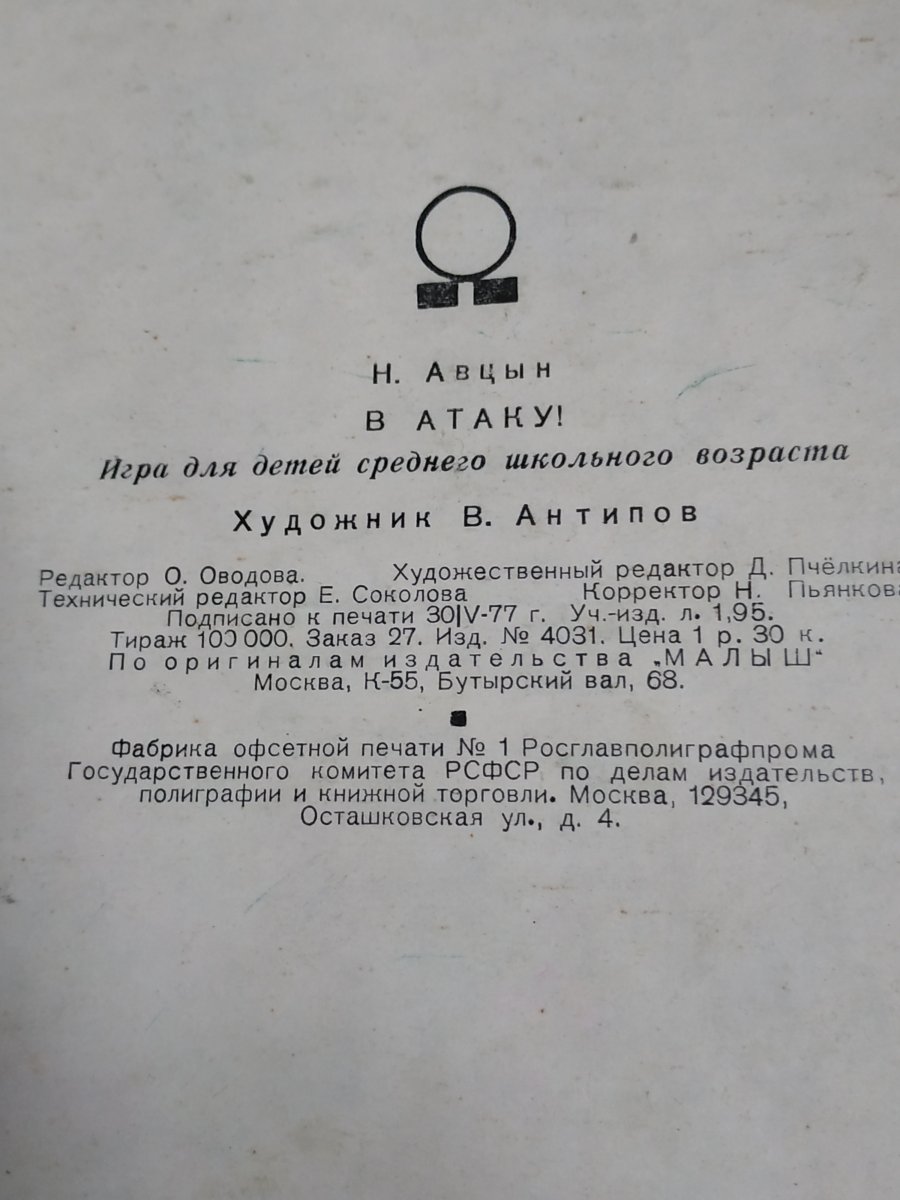 Н. Авцын
В АТАКУ!
Игра для детей среднего школьного возраста
Художник В. Антипов
Редактор О. Оводова. Художественный редактор Д. Пчёлкина
Технический редактор Е. Соколова Корректор Н. Пьянкова
Подписано к печати 30|V-77 г. Уч.-изд. л. 1,95.
Тираж 100 000. Заказ 27. Изд. № 4031. Цена 1 р. 30 к.
По оригиналам издательства „МАЛЫШ“
Москва, К-55, Бутырский вал, 68.
Фабрика офсетной печати № 1 Росглавполиграфпрома
Государственного комитета РСФСР по делам издательств,
полиграфии и книжной торговли. Москва, 129345,
Осташковская ул., д. 4.